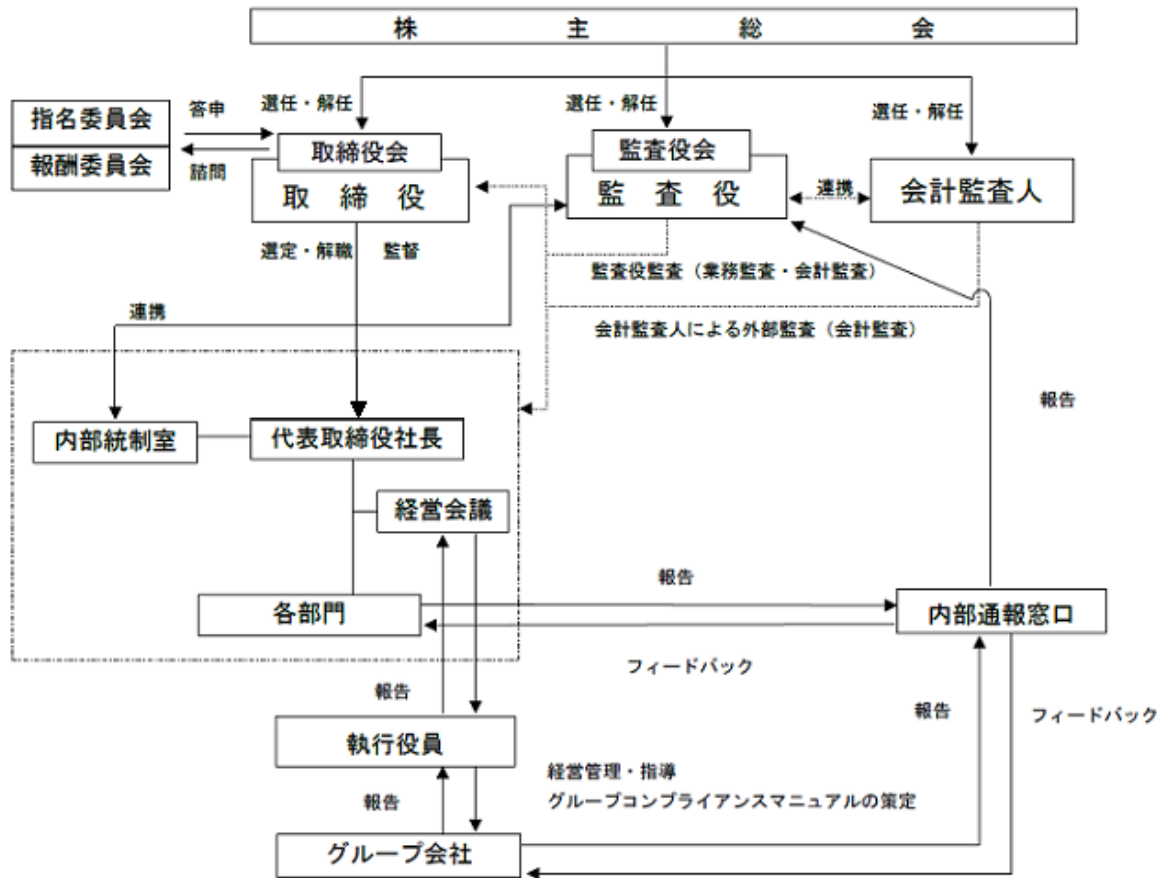 株主総会
選任・解任
選任・解任
選任・解任
指名委員会
報酬委員会
答申
諮問
取締役会
取締役
監査役会
監査役
連携
会計監査人
選定・解職
監督
監査役監査（業務監査・会計監査）
連携
会計監査人による外部監査（会計監査）
報告
内部統制室
代表取締役社長
経営会議
報告
各部門
内部通報窓口
フィードバック
報告
報告
フィードバック
執行役員
経営管理・指導
グループコンプライアンスマニュアルの策定
報告
グループ会社